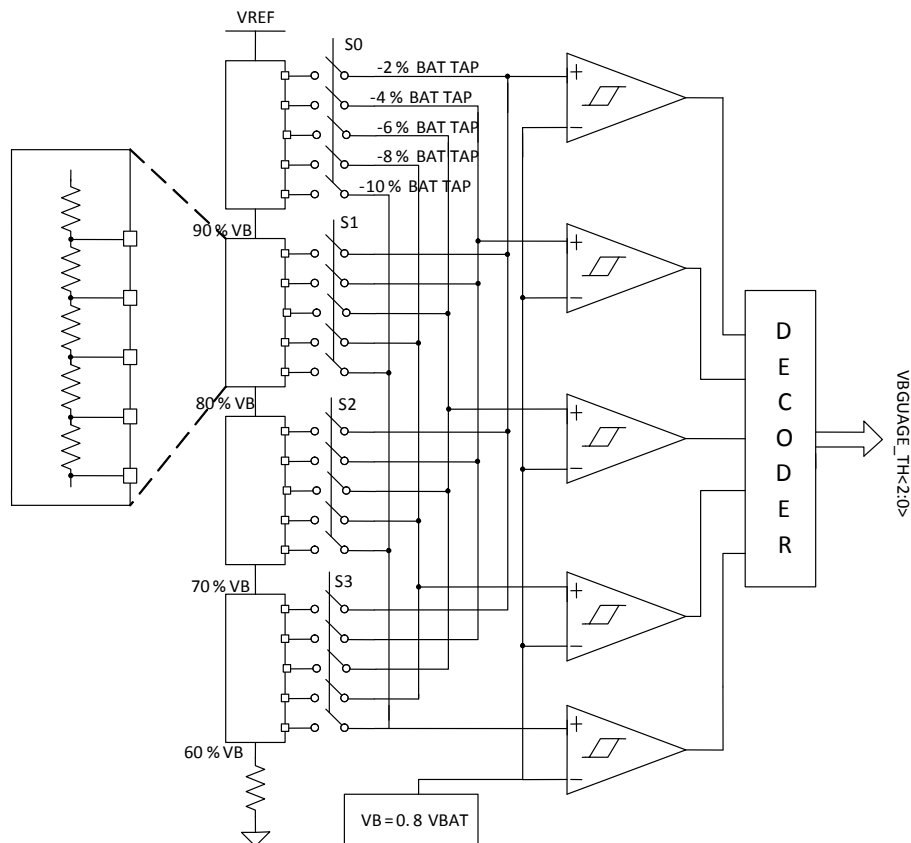 VREF
S0
-2 % BAT TAP
-4 % BAT TAP
-6 % BAT TAP
-8 % BAT TAP
-10 % BAT TAP
90 % VB
S1
80 % VB
S2
70 % VB
S3
60 % VB
VB = 0. 8 VBAT
+
−
+
−
+
−
+
−
+
−
DECODER
VBGUAGE_TH<2:0>